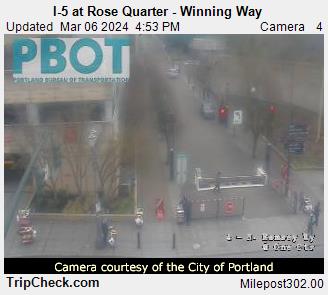 I-5 at Rose Quarter - Winning Way
Updated Mar 06 2024 4:53 PM Camera 4
PBOT
PORTLAND BUREAU OF TRANSPORTATION
Camera courtesy of the City of Portland
TripCheck.com Milepost302.00